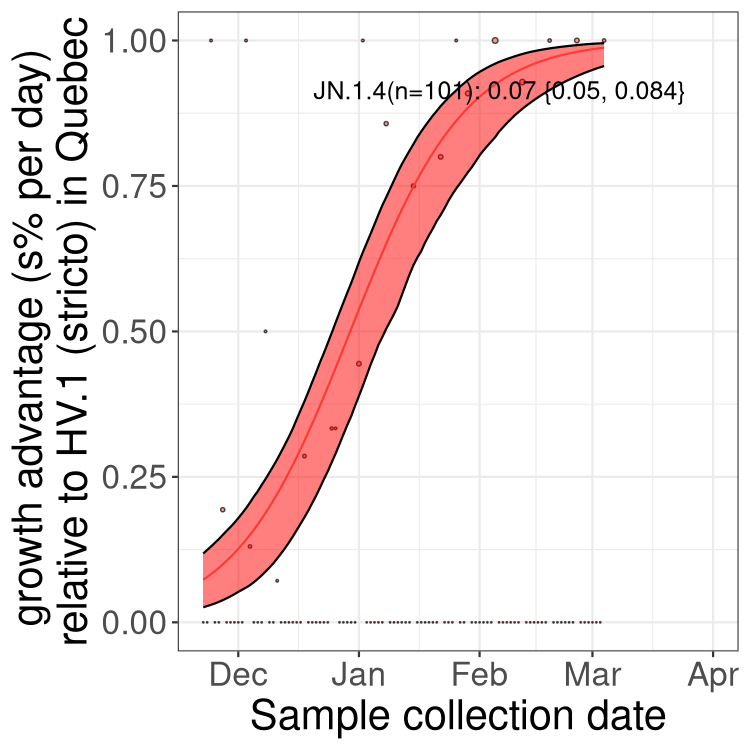 growth advantage (s% per day)
relative to HV.1 (stricto) in Quebec
1.00
0.75
0.50
0.25
0.00
JN.1.4(n=101): 0.07 {0.05, 0.084}
Dec Jan Feb Mar Apr
Sample collection date